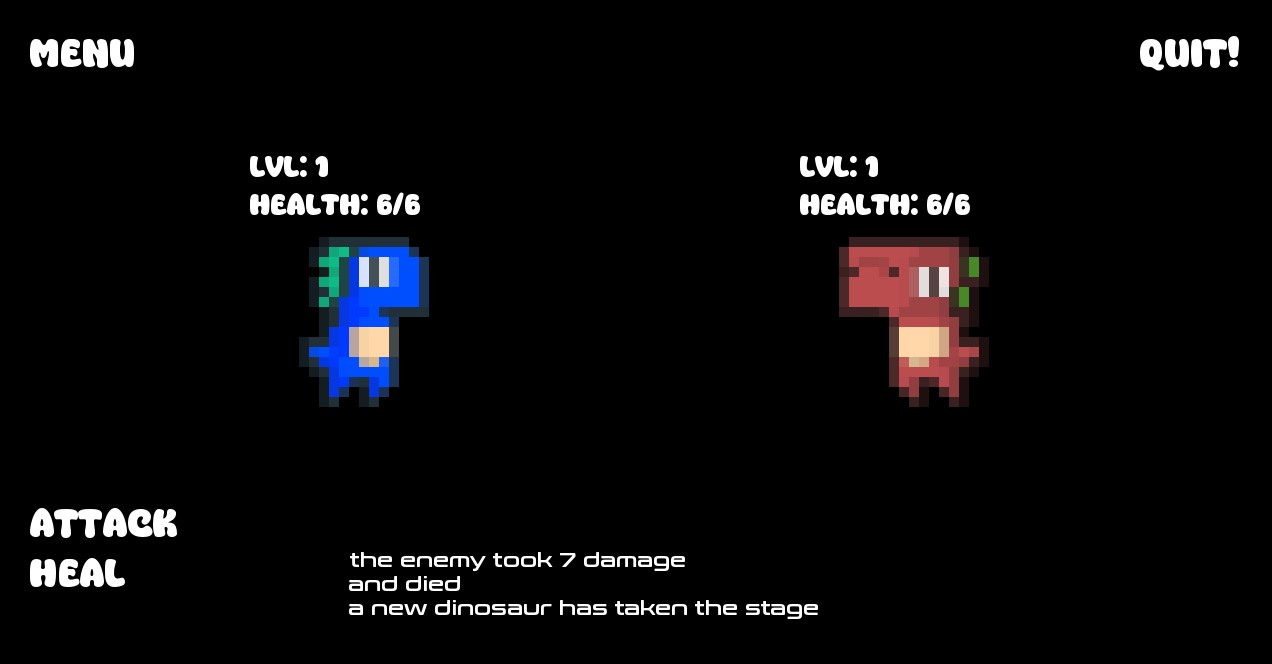 MENU
QUIT!
LVL: 1
HEALTH: 6/6
LVL: 1
HEALTH: 6/6
ATTACK
HEAL
the enemy took 7 damage
and died
a new dinosaur has taken the stage